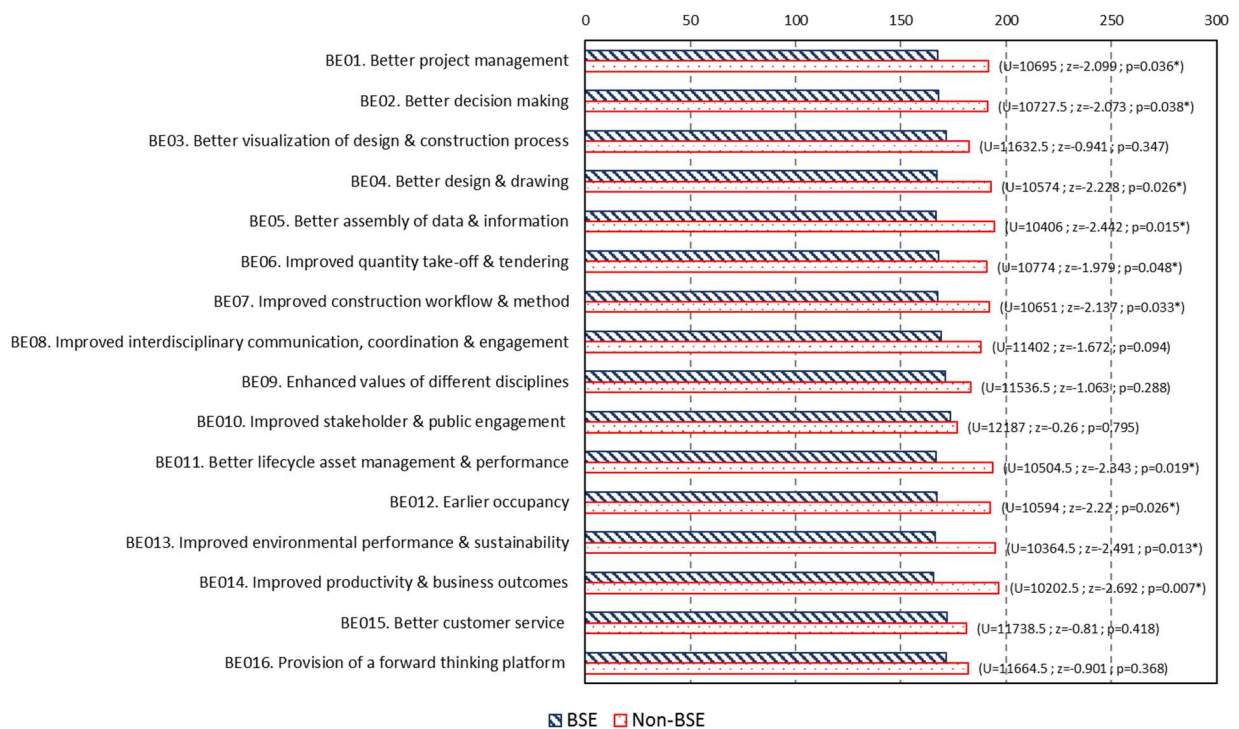 0 50 100 150 200 250 300
BE01. Better project management (U=10695 ; z=-2.099 ; p=0.036*)
BE02. Better decision making (U=10727.5 ; z=-2.073 ; p=0.038*)
BE03. Better visualization of design & construction process (U=11632.5 ; z=-0.941 ; p=0.347)
BE04. Better design & drawing (U=10574 ; z=-2.228 ; p=0.026*)
BE05. Better assembly of data & information (U=10406 ; z=-2.442 ; p=0.015*)
BE06. Improved quantity take-off & tendering (U=10774 ; z=-1.979 ; p=0.048*)
BE07. Improved construction workflow & method (U=10651 ; z=-2.137 ; p=0.033*)
BE08. Improved interdisciplinary communication, coordination & engagement (U=11402 ; z=-1.672 ; p=0.094)
BE09. Enhanced values of different disciplines (U=11536.5 ; z=-1.063 ; p=0.288)
BE010. Improved stakeholder & public engagement (U=12187 ; z=-0.26 ; p=0.795)
BE011. Better lifecycle asset management & performance (U=10504.5 ; z=-2.343 ; p=0.019*)
BE012. Earlier occupancy (U=10594 ; z=-2.22 ; p=0.026*)
BE013. Improved environmental performance & sustainability (U=10364.5 ; z=-2.491 ; p=0.013*)
BE014. Improved productivity & business outcomes (U=10202.5 ; z=-2.692 ; p=0.007*)
BE015. Better customer service (U=11738.5 ; z=-0.81 ; p=0.418)
BE016. Provision of a forward thinking platform (U=11664.5 ; z=-0.901 ; p=0.368)
BSE Non-BSE